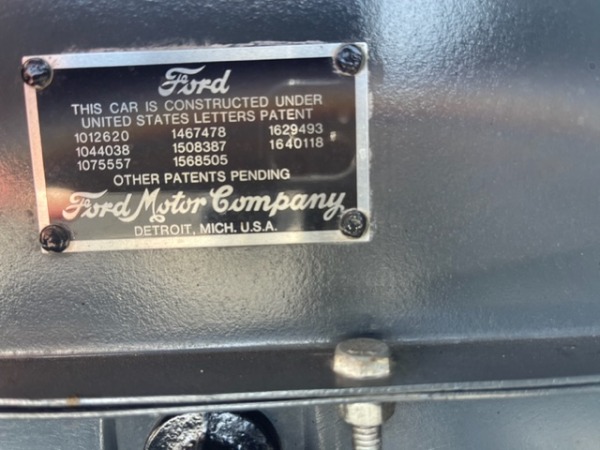 Ford
THIS CAR IS CONSTRUCTED UNDER
UNITED STATES LETTERS PATENT
1012620 1467478 1629493
1044038 1508387 1640118
1075557 1568505
OTHER PATENTS PENDING
Ford Motor Company
DETROIT, MICH. U.S.A.